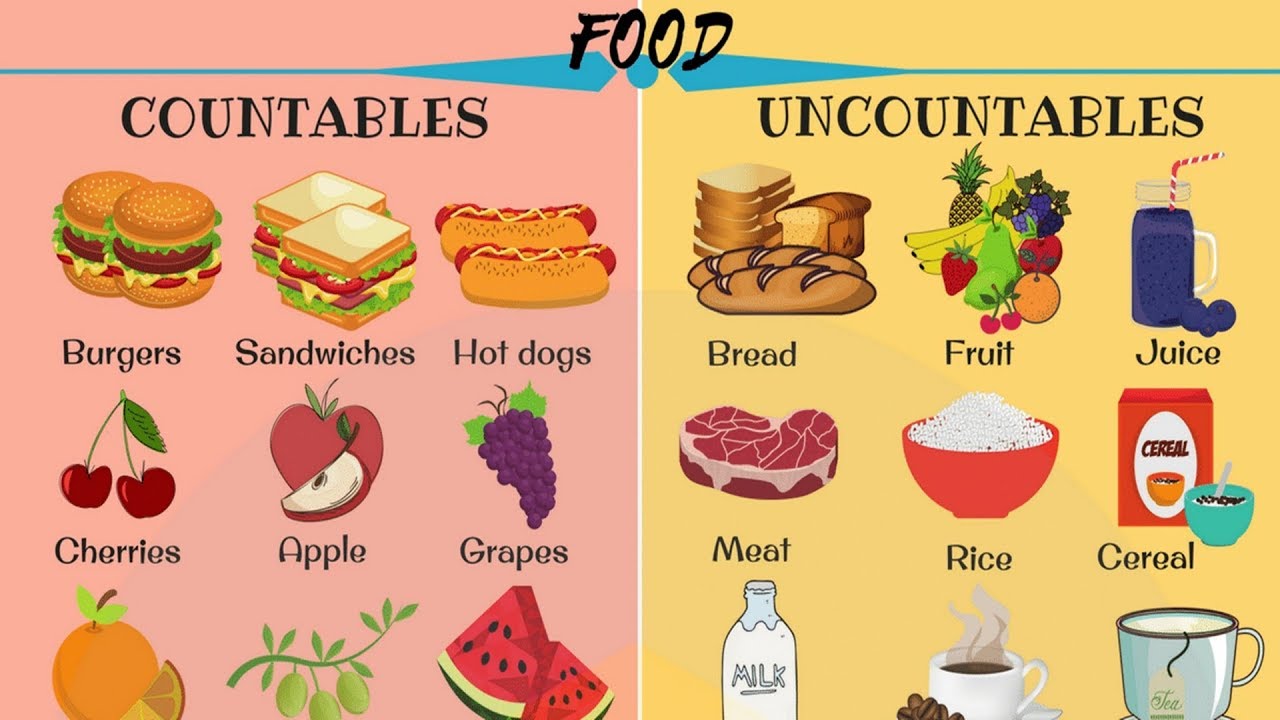 FOOD
COUNTABLES
UNCOUNTABLES
Burgers
Sandwiches
Hot dogs
Cherries
Apple
Grapes
Bread
Fruit
Juice
CEREAL
Meat
Rice
Cereal
MILK
Tea